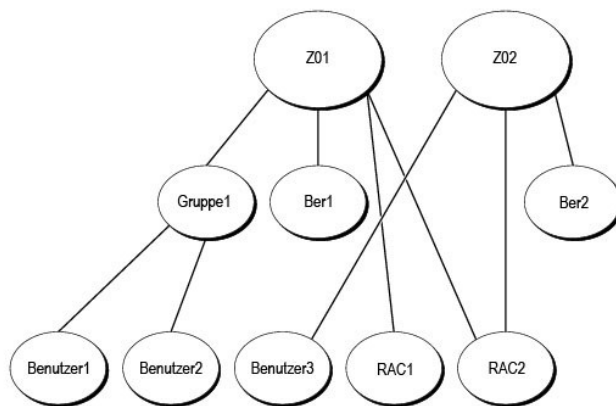 Z01
Z02
Gruppe1
Ber1
Ber2
Benutzer1
Benutzer2
Benutzer3
RAC1
RAC2